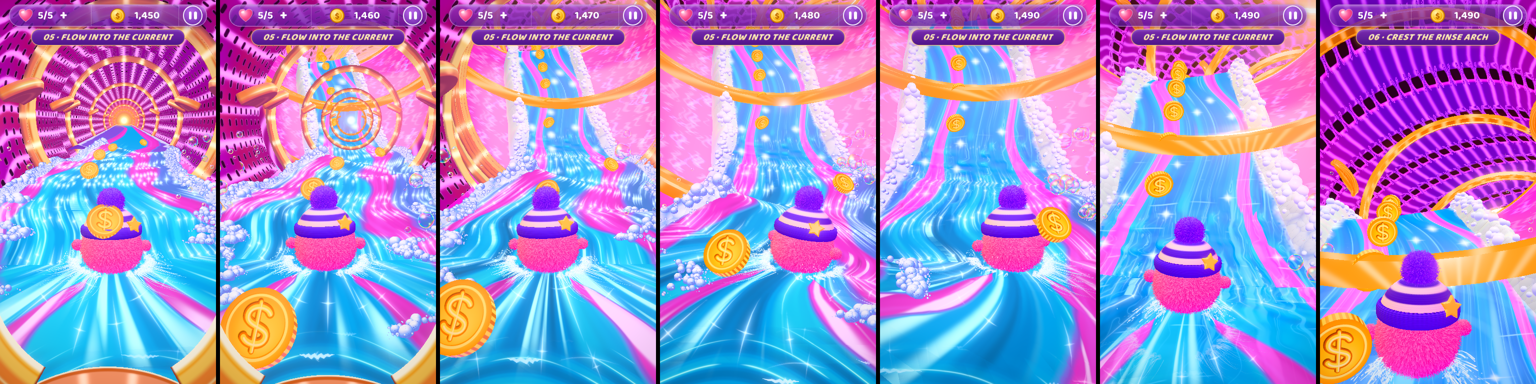 5/5 + 1,450
05 · FLOW INTO THE CURRENT
5/5 + 1,460
05 · FLOW INTO THE CURRENT
5/5 + 1,470
05 · FLOW INTO THE CURRENT
5/5 + 1,480
05 · FLOW INTO THE CURRENT
5/5 + 1,490
05 · FLOW INTO THE CURRENT
5/5 + 1,490
05 · FLOW INTO THE CURRENT
5/5 + 1,490
06 · CREST THE RINSE ARCH